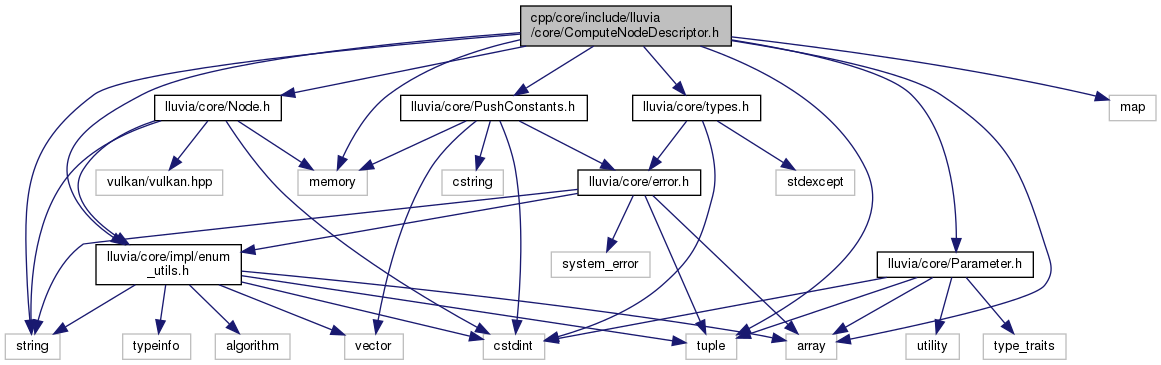 cpp/core/include/lluvia
/core/ComputeNodeDescriptor.h
lluvia/core/Node.h
lluvia/core/PushConstants.h
lluvia/core/types.h
map
vulkan/vulkan.hpp
memory
cstring
lluvia/core/error.h
stdexcept
lluvia/core/impl/enum
_utils.h
system_error
lluvia/core/Parameter.h
string
typeinfo
algorithm
vector
cstdint
tuple
array
utility
type_traits